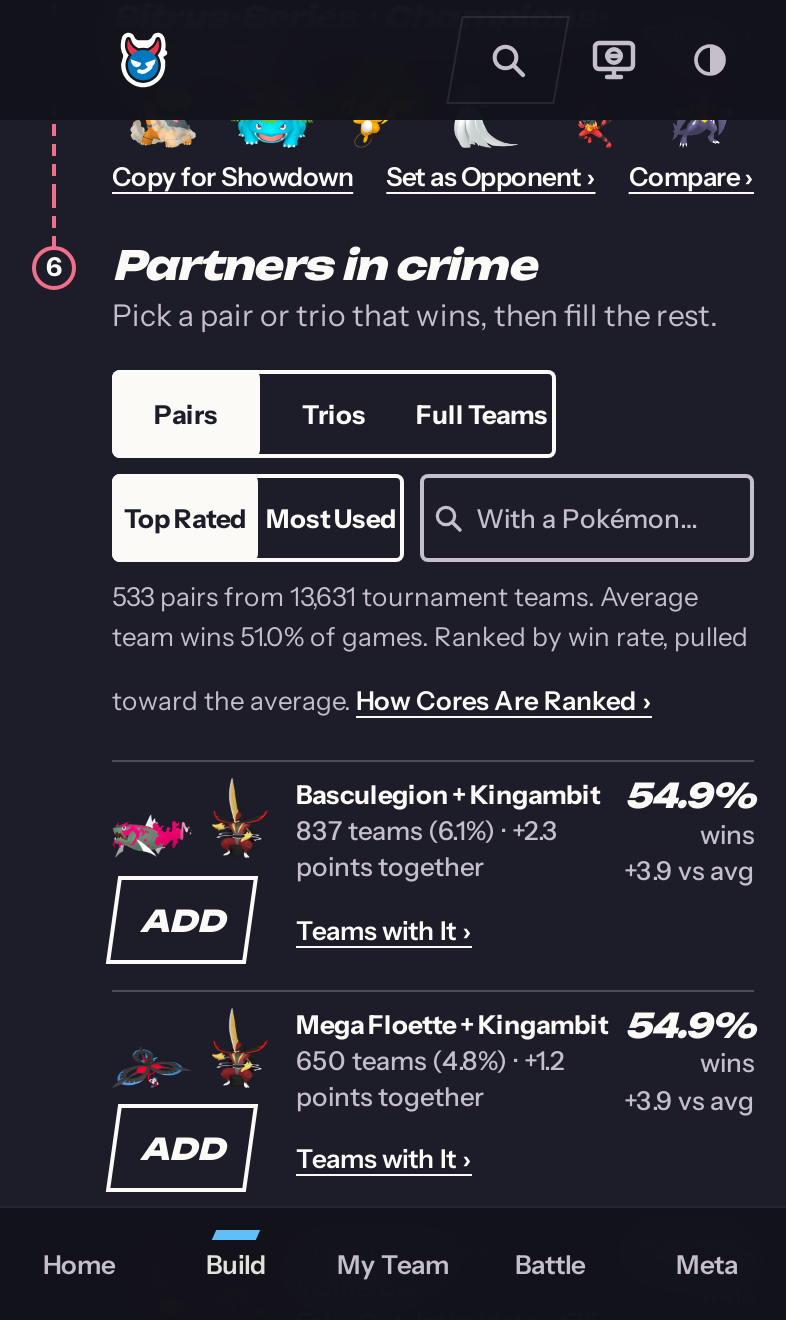 Copy for Showdown Set as Opponent › Compare ›
6 Partners in crime
Pick a pair or trio that wins, then fill the rest.
Pairs Trios Full Teams
Top Rated Most Used With a Pokémon...
533 pairs from 13,631 tournament teams. Average
team wins 51.0% of games. Ranked by win rate, pulled
toward the average. How Cores Are Ranked ›
Basculegion + Kingambit 54.9%
837 teams (6.1%) · +2.3 wins
points together +3.9 vs avg
ADD Teams with It ›
Mega Floette + Kingambit 54.9%
650 teams (4.8%) · +1.2 wins
points together +3.9 vs avg
ADD Teams with It ›
Home Build My Team Battle Meta